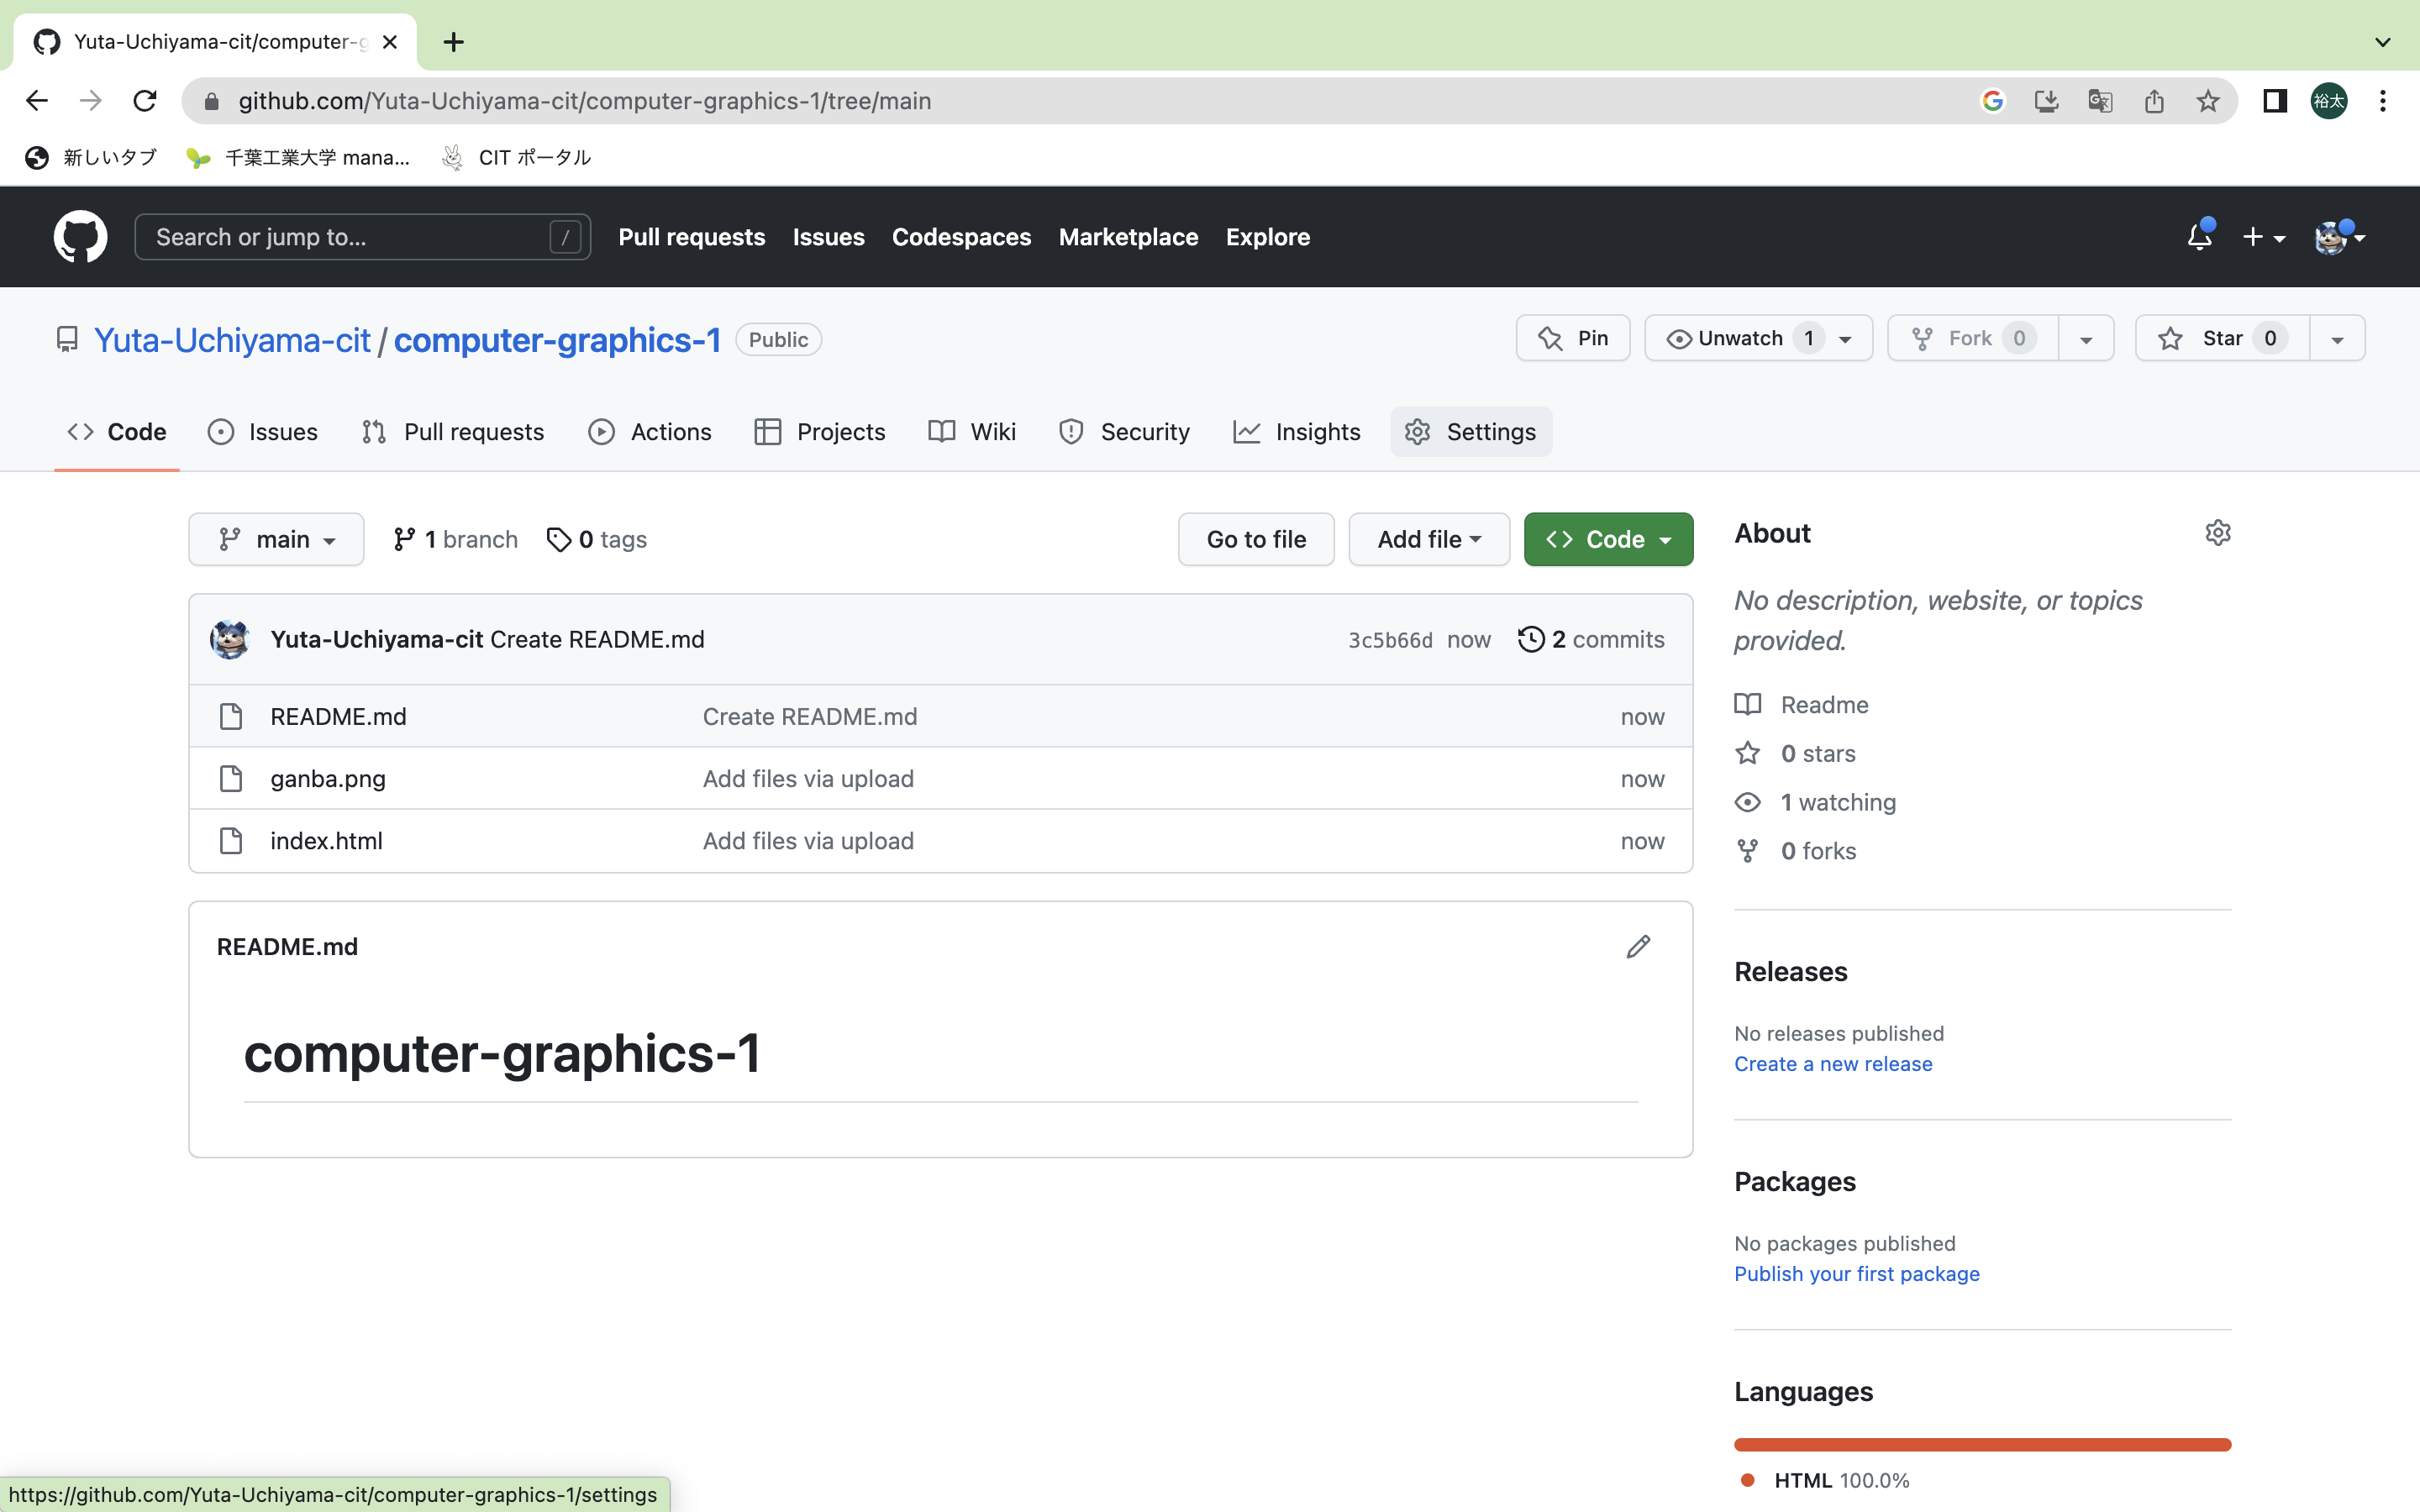 Yuta-Uchiyama-cit/computer-g
github.com/Yuta-Uchiyama-cit/computer-graphics-1/tree/main
裕太
新しいタブ
千葉工業大学 mana...
CIT ポータル
Search or jump to...
/
Pull requests
Issues
Codespaces
Marketplace
Explore
Yuta-Uchiyama-cit / computer-graphics-1
Public
Pin
Unwatch 1
Fork 0
Star 0
Code
Issues
Pull requests
Actions
Projects
Wiki
Security
Insights
Settings
main
1 branch
0 tags
Go to file
Add file
Code
Yuta-Uchiyama-cit Create README.md
3c5b66d now
2 commits
README.md
Create README.md
now
ganba.png
Add files via upload
now
index.html
Add files via upload
now
README.md
computer-graphics-1
About
No description, website, or topics
provided.
Readme
0 stars
1 watching
0 forks
Releases
No releases published
Create a new release
Packages
No packages published
Publish your first package
Languages
HTML 100.0%
https://github.com/Yuta-Uchiyama-cit/computer-graphics-1/settings